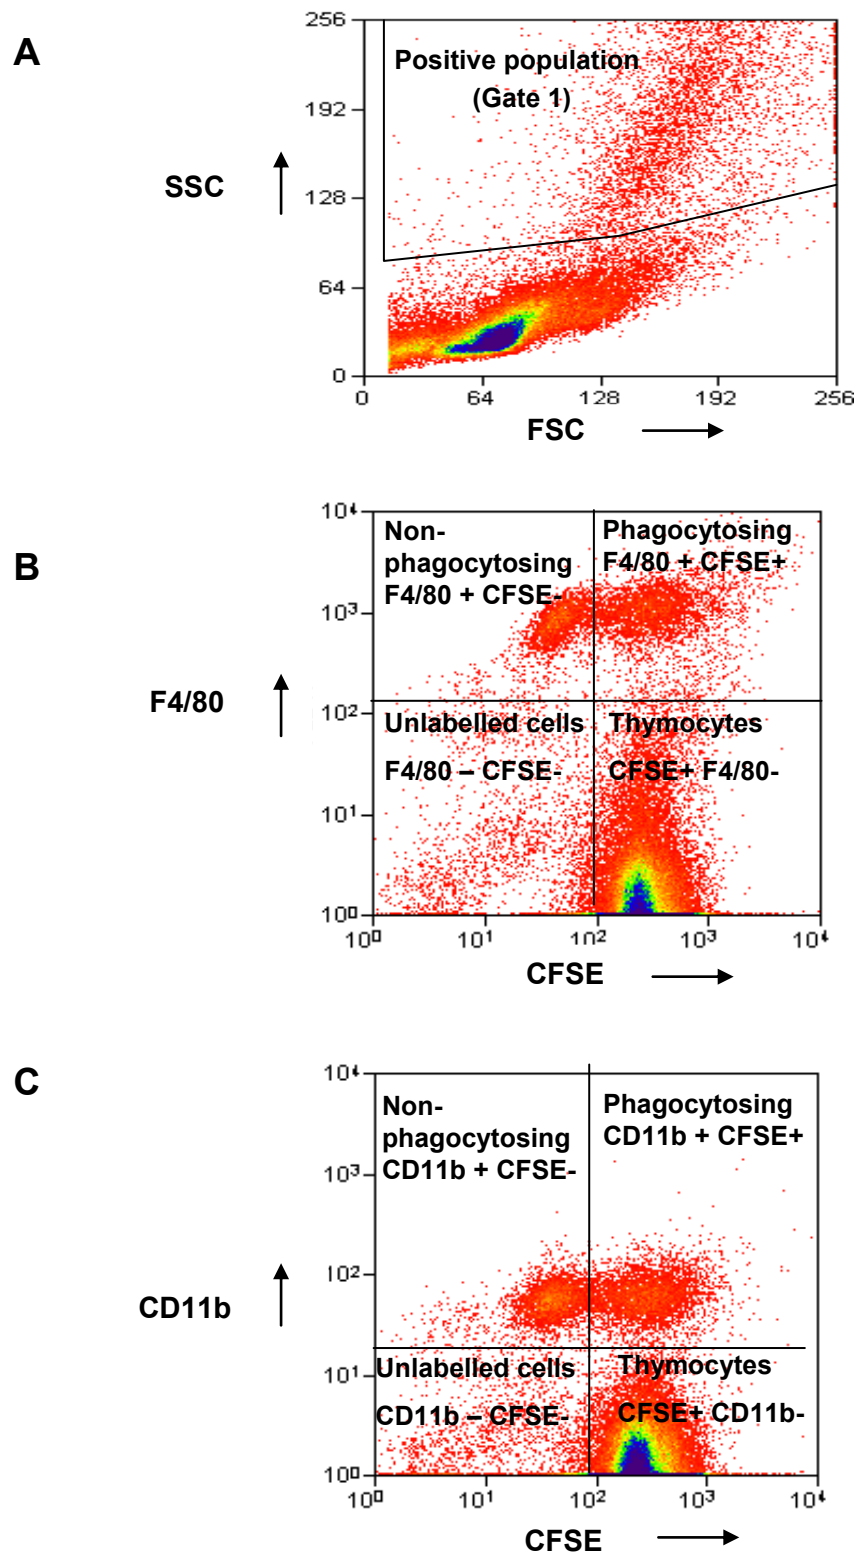 A
256
192
128
64
0
SSC
Positive population
(Gate 1)
0 64 128 192 256
FSC
B
10⁴
10³
10²
10¹
10⁰
F4/80
Non-
phagocytosing
F4/80 + CFSE-
Phagocytosing
F4/80 + CFSE+
Unlabelled cells
F4/80 – CFSE-
Thymocytes
CFSE+ F4/80-
10⁰ 10¹ 10² 10³ 10⁴
CFSE
C
10⁴
10³
10²
10¹
10⁰
CD11b
Non-
phagocytosing
CD11b + CFSE-
Phagocytosing
CD11b + CFSE+
Unlabelled cells
CD11b – CFSE-
Thymocytes
CFSE+ CD11b-
10⁰ 10¹ 10² 10³ 10⁴
CFSE